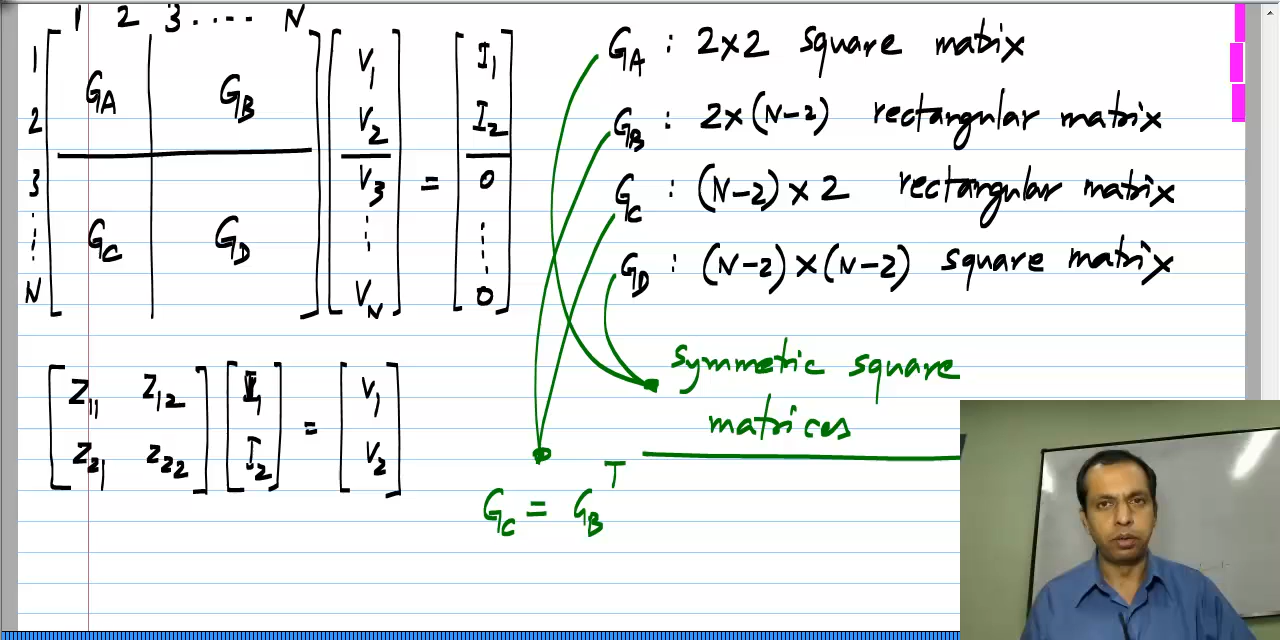 1 2 3 .... N
1 2 3 ⋮ N
G_A G_B
G_C G_D
V_1 V_2 V_3 ⋮ V_N
=
I_1 I_2 0 ⋮ 0
G_A : 2×2 square matrix
G_B : 2×(N-2) rectangular matrix
G_C : (N-2)×2 rectangular matrix
G_D : (N-2)×(N-2) square matrix
symmetric square
matrices
G_C = G_B^T
Z_11 Z_12 I_1 V_1
=
Z_21 Z_22 I_2 V_2